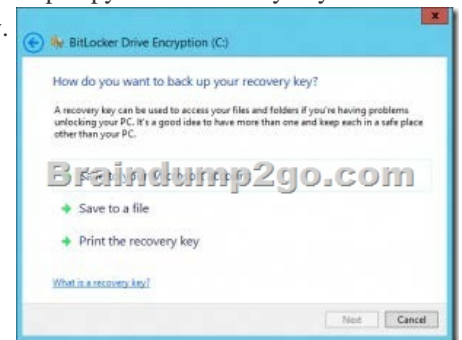 BitLocker Drive Encryption (C:)
How do you want to back up your recovery key?
A recovery key can be used to access your files and folders if you're having problems
unlocking your PC. It's a good idea to have more than one and keep each in a safe place
other than your PC.
Braindump2go.com
Save to a file
Print the recovery key
What is a recovery key?
Next
Cancel